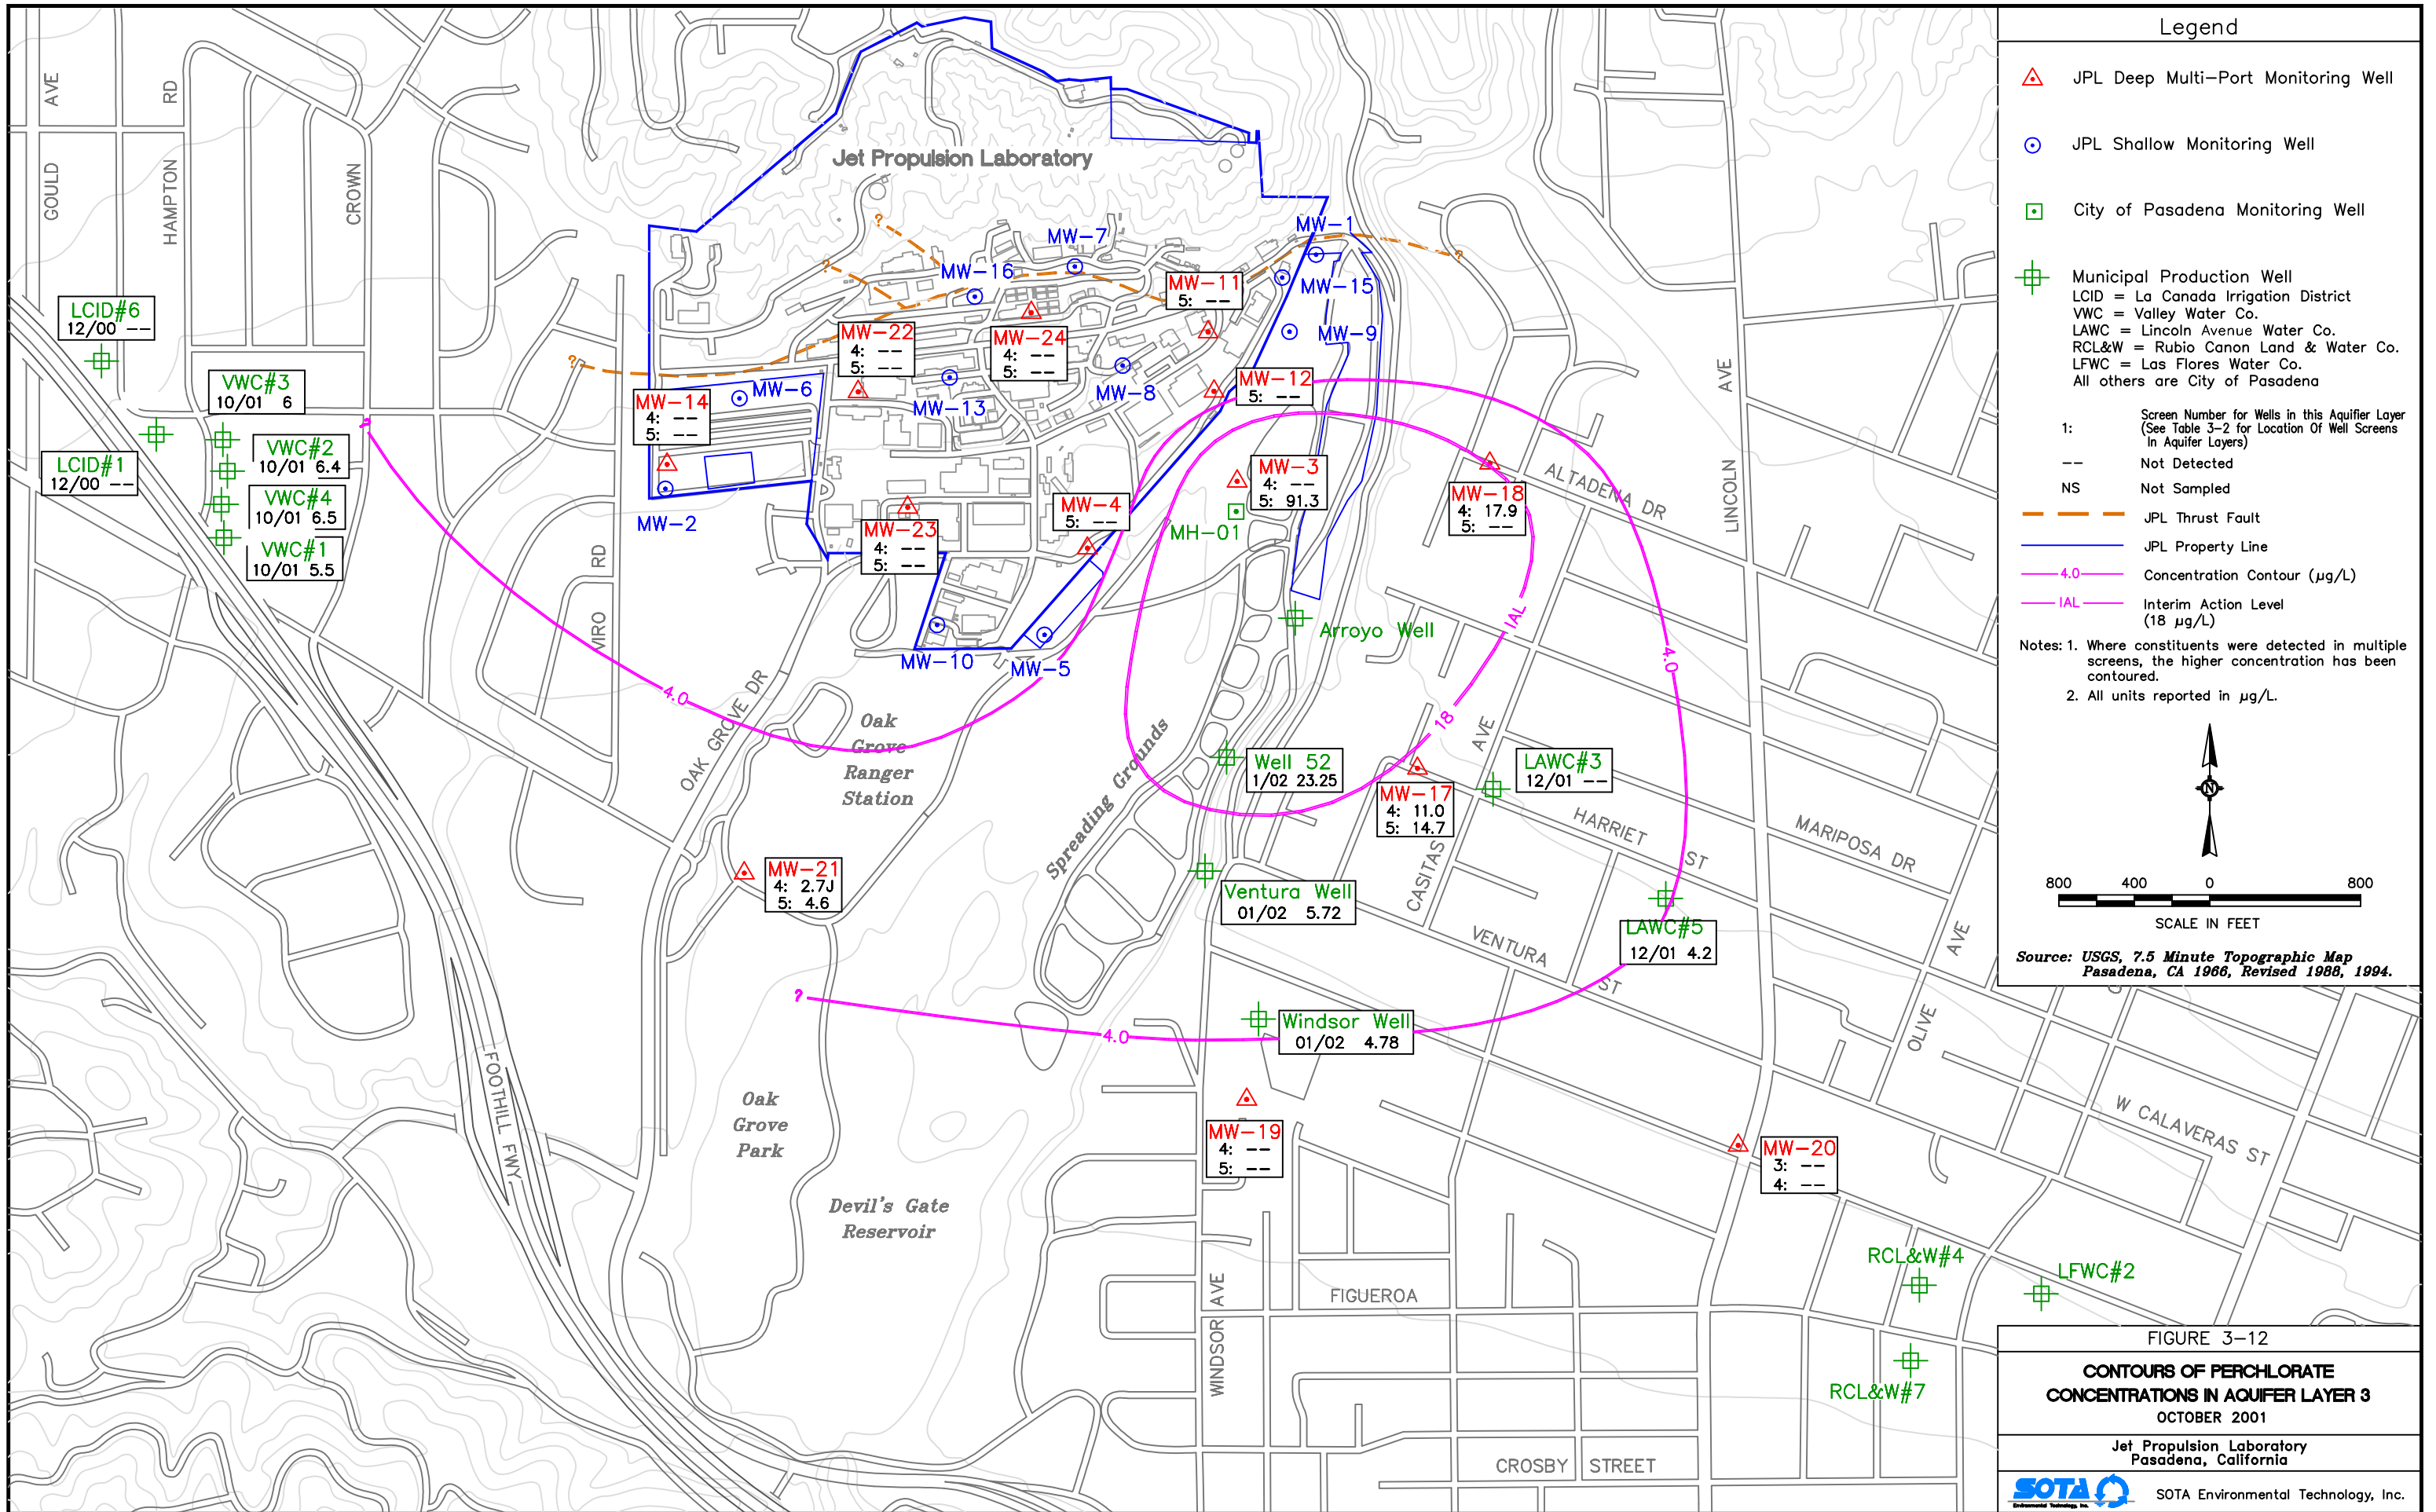 GOULD AVE
HAMPTON RD
CROWN
Jet Propulsion Laboratory
?
?
?
?
MW-7
MW-1
MW-16
MW-11
5: --
MW-15
MW-9
LCID#6
12/00 --
MW-22
4: --
5: --
MW-24
4: --
5: --
VWC#3
10/01 6
MW-14
4: --
5: --
MW-6
MW-13
MW-8
MW-12
5: --
?
VWC#2
10/01 6.4
LCID#1
12/00 --
VWC#4
10/01 6.5
VWC#1
10/01 5.5
MW-2
MW-23
4: --
5: --
MW-4
5: --
MW-3
4: --
5: 91.3
MH-01
MW-18
4: 17.9
5: --
ALTADENA DR
LINCOLN AVE
VIRO RD
MW-10
MW-5
Arroyo Well
IAL
4.0
4.0
18
OAK GROVE DR
Oak
Grove
Ranger
Station
Spreading Grounds
Well 52
1/02 23.25
MW-17
4: 11.0
5: 14.7
LAWC#3
12/01 --
CASITAS AVE
HARRIET ST
MARIPOSA DR
MW-21
4: 2.7J
5: 4.6
Ventura Well
01/02 5.72
VENTURA ST
LAWC#5
12/01 4.2
?
4.0
Windsor Well
01/02 4.78
OLIVE AVE
FOOTHILL FWY
Oak
Grove
Park
MW-19
4: --
5: --
MW-20
3: --
4: --
W CALAVERAS ST
Devil's Gate
Reservoir
RCL&W#4
LFWC#2
WINDSOR AVE
FIGUEROA
RCL&W#7
CROSBY STREET
Legend
JPL Deep Multi-Port Monitoring Well
JPL Shallow Monitoring Well
City of Pasadena Monitoring Well
Municipal Production Well
LCID = La Canada Irrigation District
VWC = Valley Water Co.
LAWC = Lincoln Avenue Water Co.
RCL&W = Rubio Canon Land & Water Co.
LFWC = Las Flores Water Co.
All others are City of Pasadena
1: Screen Number for Wells in this Aquifier Layer
(See Table 3-2 for Location Of Well Screens
In Aquifer Layers)
-- Not Detected
NS Not Sampled
JPL Thrust Fault
JPL Property Line
4.0 Concentration Contour (µg/L)
IAL Interim Action Level
(18 µg/L)
Notes: 1. Where constituents were detected in multiple
screens, the higher concentration has been
contoured.
2. All units reported in µg/L.
N
800 400 0 800
SCALE IN FEET
Source: USGS, 7.5 Minute Topographic Map
Pasadena, CA 1966, Revised 1988, 1994.
FIGURE 3-12
CONTOURS OF PERCHLORATE
CONCENTRATIONS IN AQUIFER LAYER 3
OCTOBER 2001
Jet Propulsion Laboratory
Pasadena, California
SOTA
Environmental Technology, Inc.
SOTA Environmental Technology, Inc.